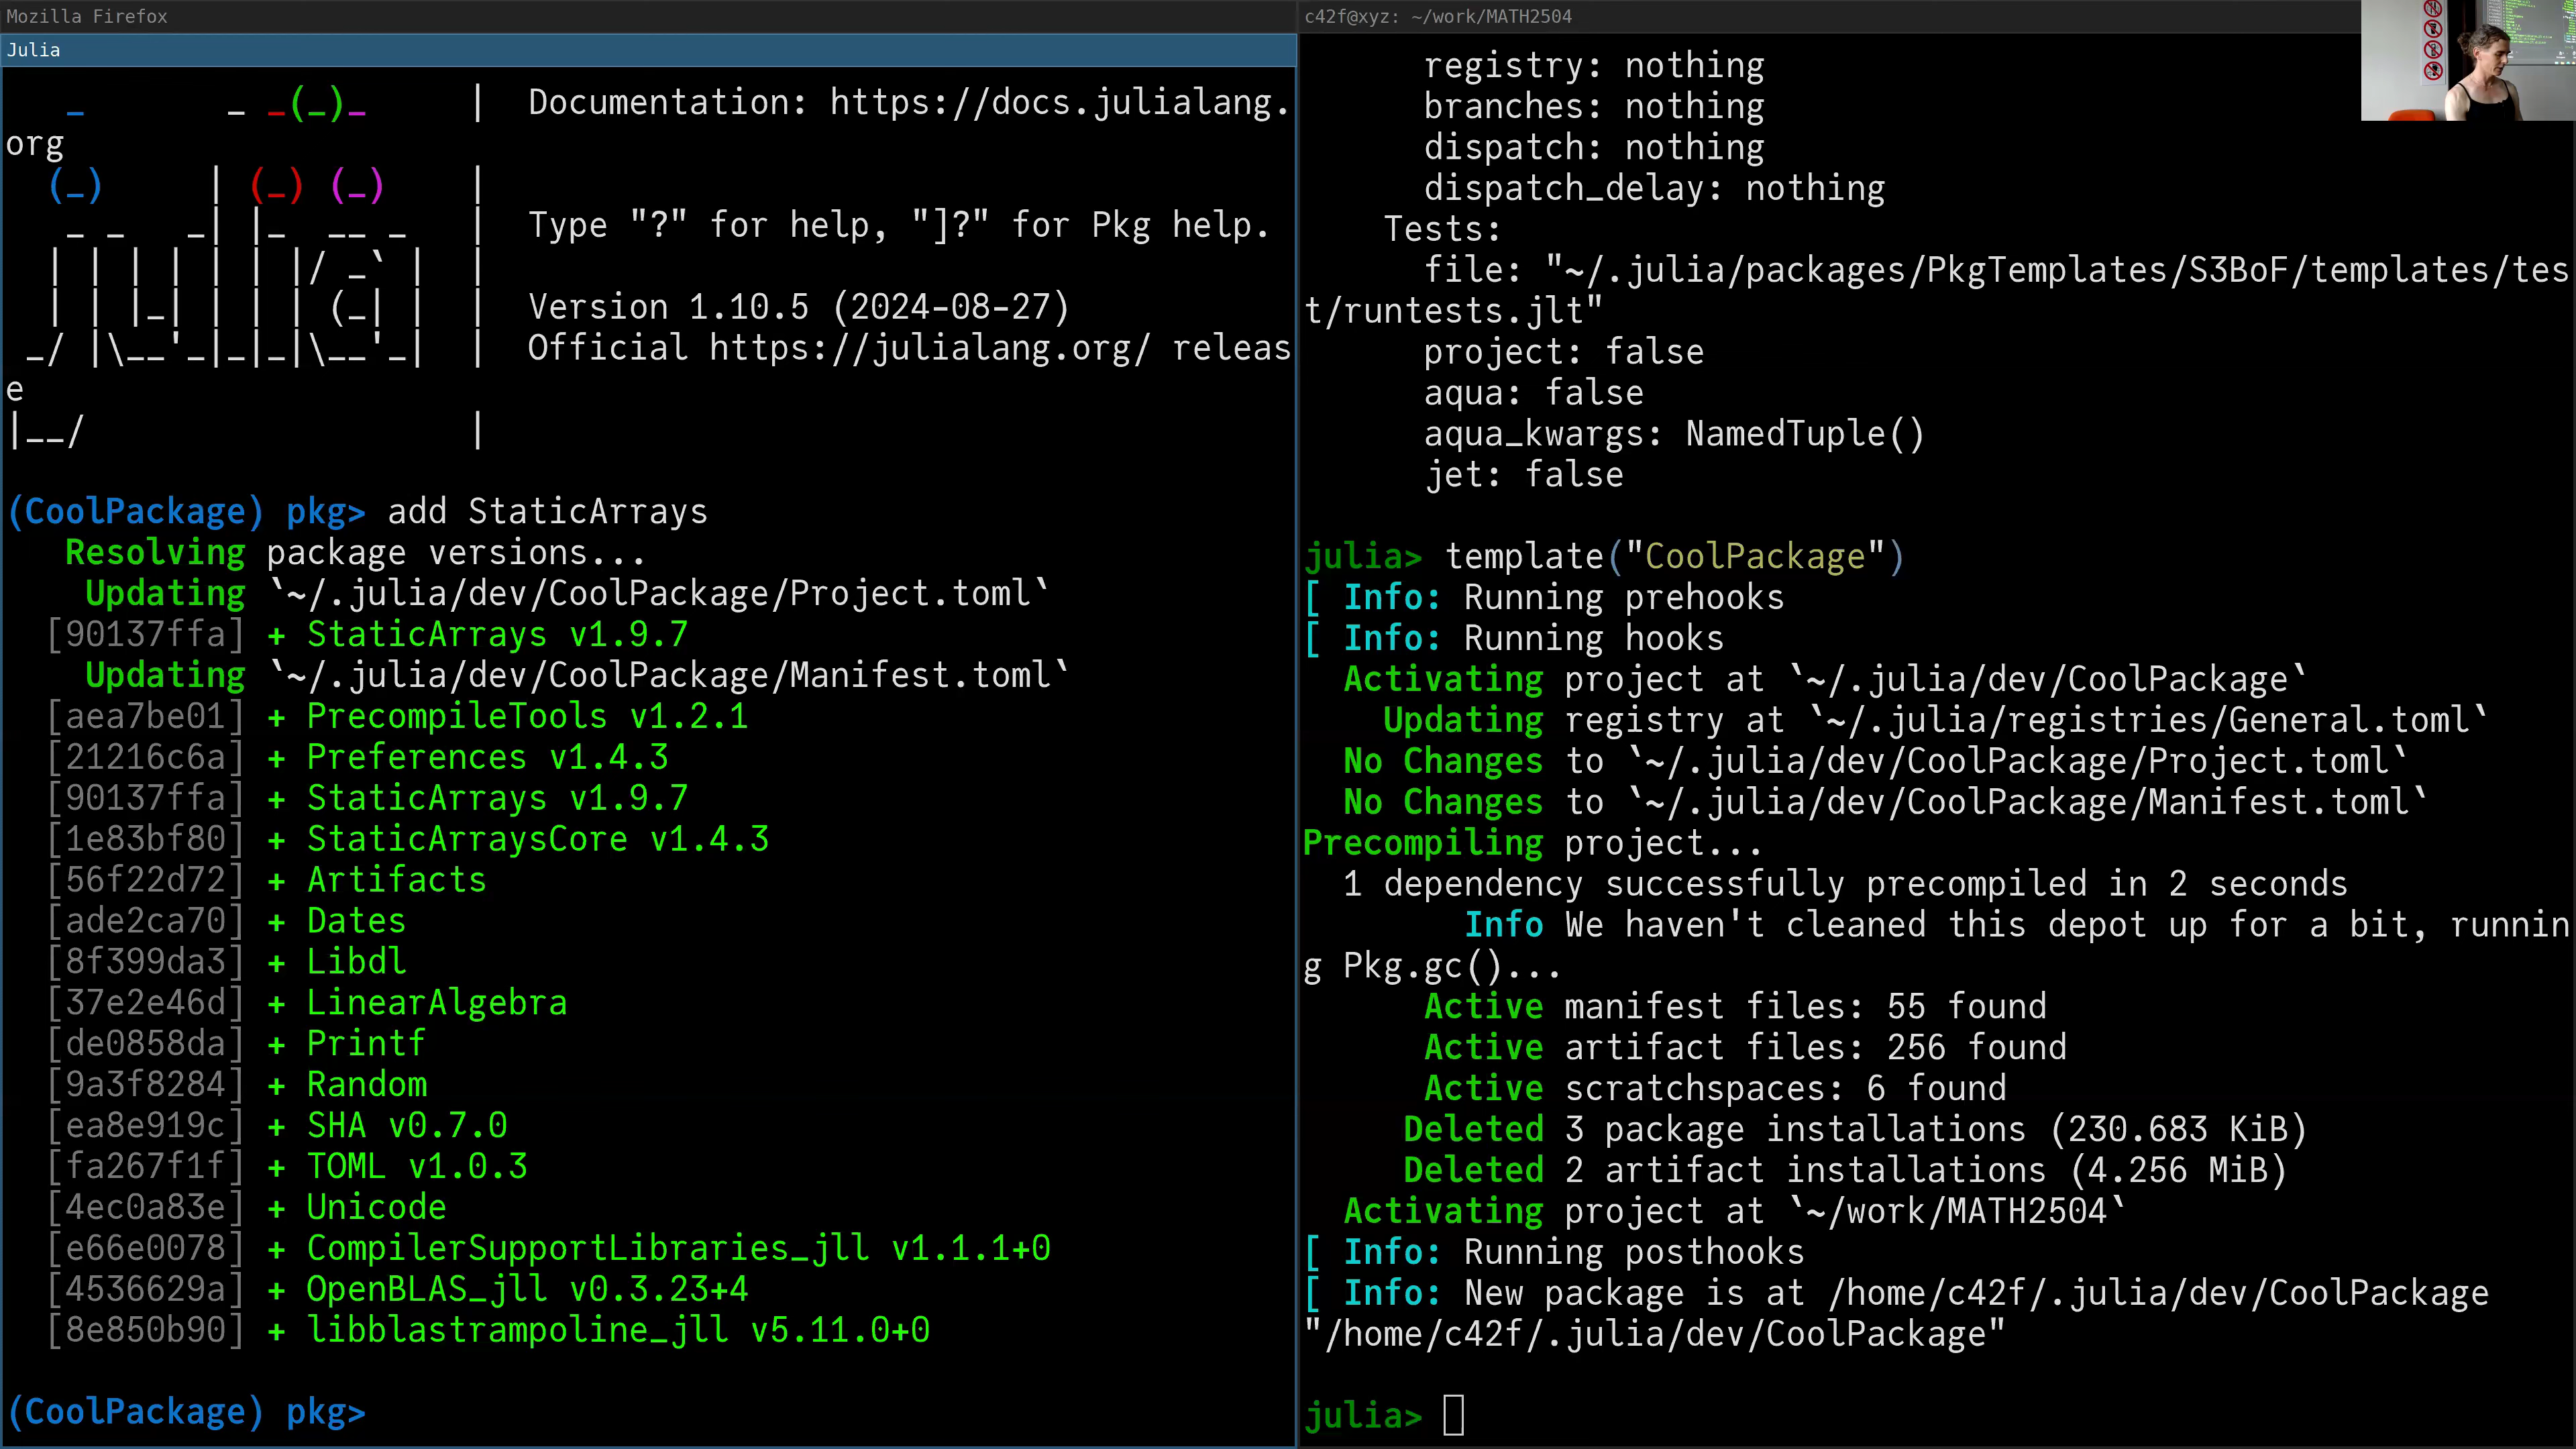 Mozilla Firefox
Julia
   _       _ _(_)_     |  Documentation: https://docs.julialang.
org
  (_)     | (_) (_)    |
   _ _   _| |_  __ _   |  Type "?" for help, "]?" for Pkg help.
  | | | | | | |/ _` |  |
  | | |_| | | | (_| |  |  Version 1.10.5 (2024-08-27)
 _/ |\__'_|_|_|\__'_|  |  Official https://julialang.org/ releas
e
|__/                   |
(CoolPackage) pkg> add StaticArrays
   Resolving package versions...
    Updating `~/.julia/dev/CoolPackage/Project.toml`
  [90137ffa] + StaticArrays v1.9.7
    Updating `~/.julia/dev/CoolPackage/Manifest.toml`
  [aea7be01] + PrecompileTools v1.2.1
  [21216c6a] + Preferences v1.4.3
  [90137ffa] + StaticArrays v1.9.7
  [1e83bf80] + StaticArraysCore v1.4.3
  [56f22d72] + Artifacts
  [ade2ca70] + Dates
  [8f399da3] + Libdl
  [37e2e46d] + LinearAlgebra
  [de0858da] + Printf
  [9a3f8284] + Random
  [ea8e919c] + SHA v0.7.0
  [fa267f1f] + TOML v1.0.3
  [4ec0a83e] + Unicode
  [e66e0078] + CompilerSupportLibraries_jll v1.1.1+0
  [4536629a] + OpenBLAS_jll v0.3.23+4
  [8e850b90] + libblastrampoline_jll v5.11.0+0
(CoolPackage) pkg>
c42f@xyz: ~/work/MATH2504
      registry: nothing
      branches: nothing
      dispatch: nothing
      dispatch_delay: nothing
    Tests:
      file: "~/.julia/packages/PkgTemplates/S3BoF/templates/tes
t/runtests.jlt"
      project: false
      aqua: false
      aqua_kwargs: NamedTuple()
      jet: false
julia> template("CoolPackage")
[ Info: Running prehooks
[ Info: Running hooks
  Activating project at `~/.julia/dev/CoolPackage`
    Updating registry at `~/.julia/registries/General.toml`
  No Changes to `~/.julia/dev/CoolPackage/Project.toml`
  No Changes to `~/.julia/dev/CoolPackage/Manifest.toml`
Precompiling project...
  1 dependency successfully precompiled in 2 seconds
        Info We haven't cleaned this depot up for a bit, runnin
g Pkg.gc()...
      Active manifest files: 55 found
      Active artifact files: 256 found
      Active scratchspaces: 6 found
     Deleted 3 package installations (230.683 KiB)
     Deleted 2 artifact installations (4.256 MiB)
  Activating project at `~/work/MATH2504`
[ Info: Running posthooks
[ Info: New package is at /home/c42f/.julia/dev/CoolPackage
"/home/c42f/.julia/dev/CoolPackage"
julia>